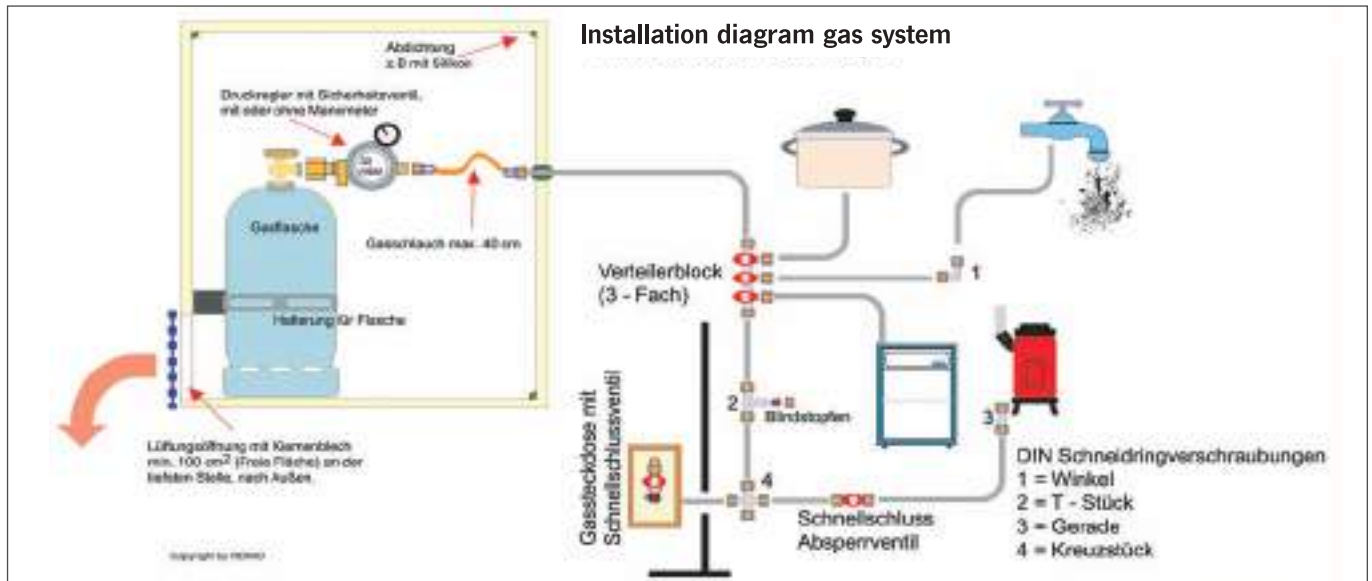 Installation diagram gas system
Abdichtung
z.B mit Silikon
Druckregler mit Sicherheitsventil,
mit oder ohne Manometer
Gasflasche
Gasschlauch max. 40 cm
Halterung für Flasche
Lüftungsöffnung mit Kiemenblech
min. 100 cm² (Freie Fläche) an der
tiefsten Stelle, nach Außen.
Verteilerblock
(3 - Fach)
1
2
Blindstopfen
3
4
Gassteckdose mit
Schnellschlussventil
Schnellschluss
Absperrventil
DIN Schneidringverschraubungen
1 = Winkel
2 = T - Stück
3 = Gerade
4 = Kreuzstück
Copyright by REIMO